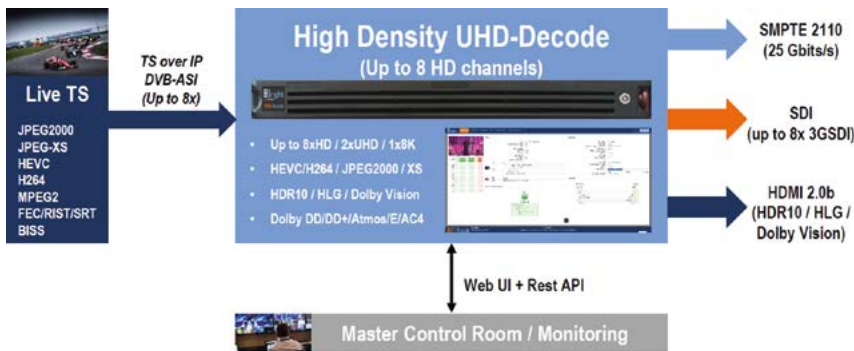 Live TS
JPEG2000
JPEG-XS
HEVC
H264
MPEG2
FEC/RIST/SRT
BISS
TS over IP
DVB-ASI
(Up to 8x)
High Density UHD-Decode
(Up to 8 HD channels)
Bright
• Up to 8xHD / 2xUHD / 1x8K
• HEVC/H264 / JPEG2000 / XS
• HDR10 / HLG / Dolby Vision
• Dolby DD/DD+/Atmos/E/AC4
SMPTE 2110
(25 Gbits/s)
SDI
(up to 8x 3GSDI)
HDMI 2.0b
(HDR10 / HLG /
Dolby Vision)
Web UI + Rest API
Master Control Room / Monitoring